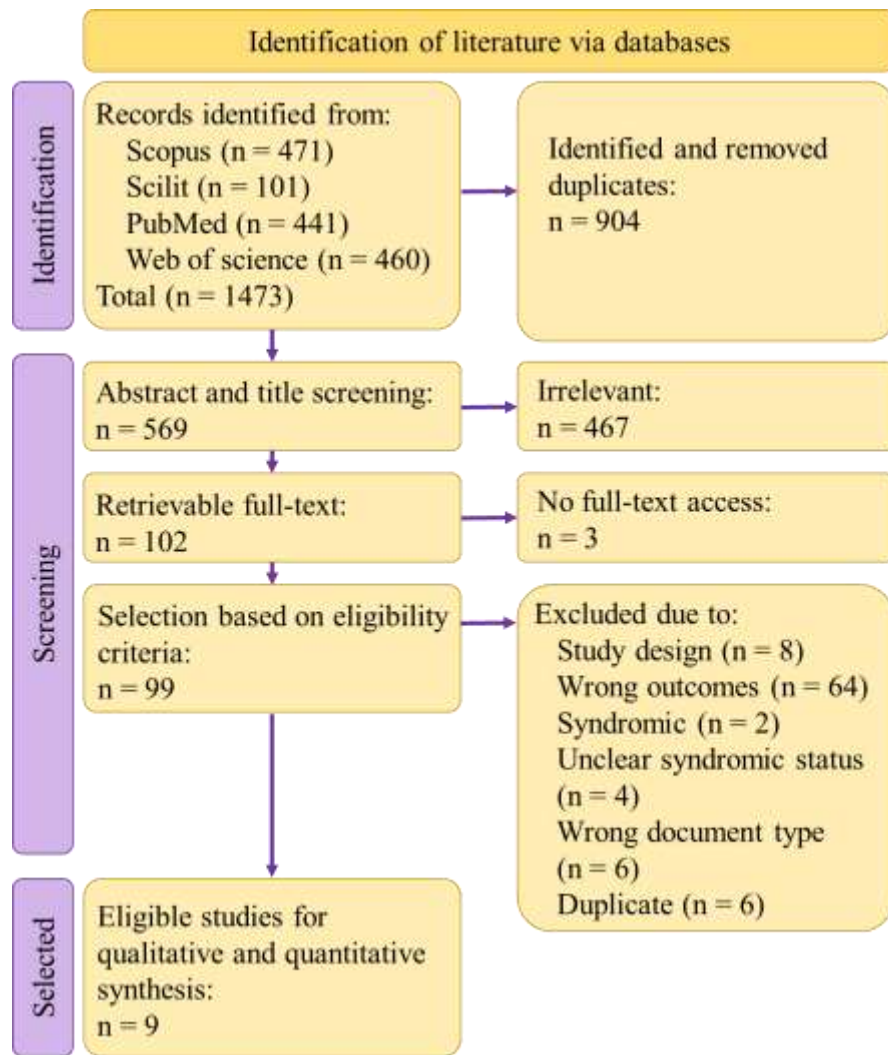 Identification of literature via databases
Identification
Records identified from:
Scopus (n = 471)
Scilit (n = 101)
PubMed (n = 441)
Web of science (n = 460)
Total (n = 1473)
Identified and removed
duplicates:
n = 904
Screening
Abstract and title screening:
n = 569
Irrelevant:
n = 467
Retrievable full-text:
n = 102
No full-text access:
n = 3
Selection based on eligibility
criteria:
n = 99
Excluded due to:
Study design (n = 8)
Wrong outcomes (n = 64)
Syndromic (n = 2)
Unclear syndromic status
(n = 4)
Wrong document type
(n = 6)
Duplicate (n = 6)
Selected
Eligible studies for
qualitative and quantitative
synthesis:
n = 9